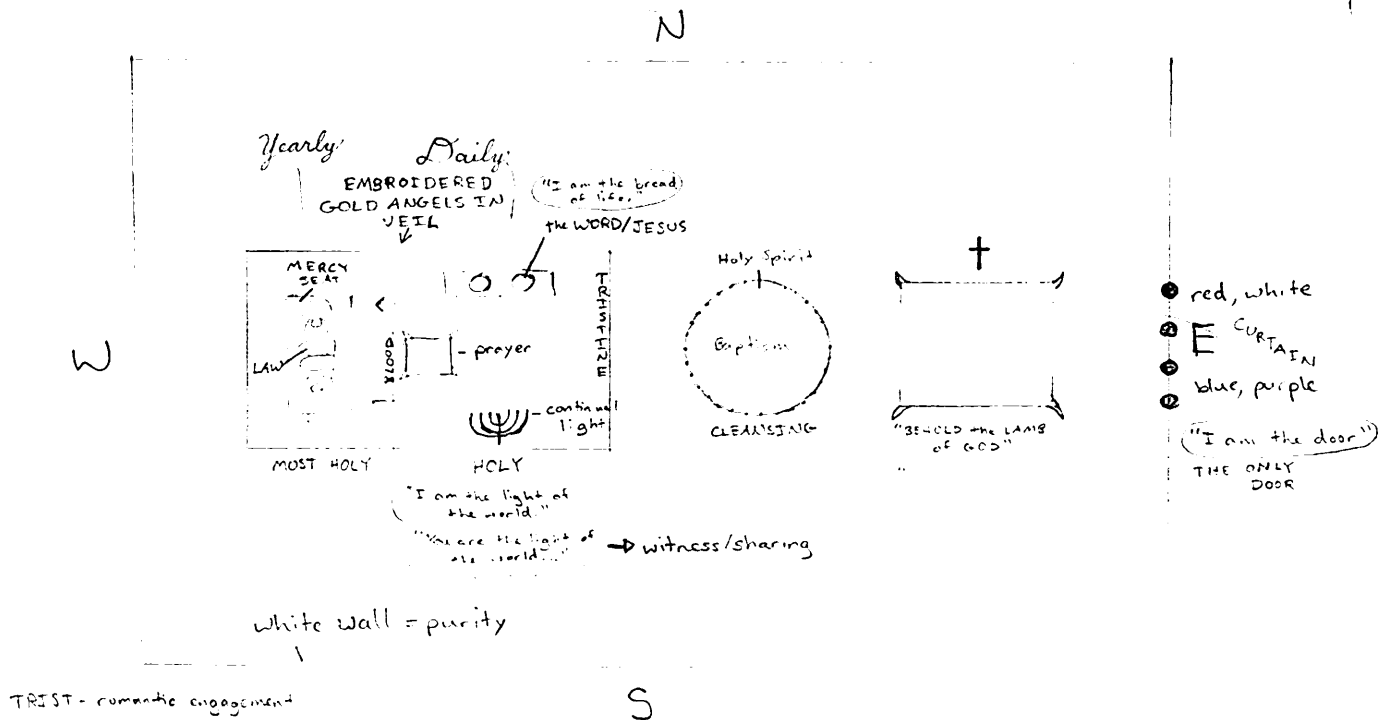 N
Yearly:
Daily:
EMBROIDERED
GOLD ANGELS IN
VEIL
"I am the bread
of life."
the WORD/JESUS
MERCY
SEAT
LAW
prayer
continual
light
MOST HOLY
HOLY
"I am the light of
the world."
"You are the light of
the world..."
witness/sharing
Holy Spirit
Baptism
CLEANSING
"BEHOLD the LAMB
of GOD"
W
red, white
E CURTAIN
blue, purple
"I am the door"
THE ONLY
DOOR
white wall = purity
TRIST - romantic engagement
S